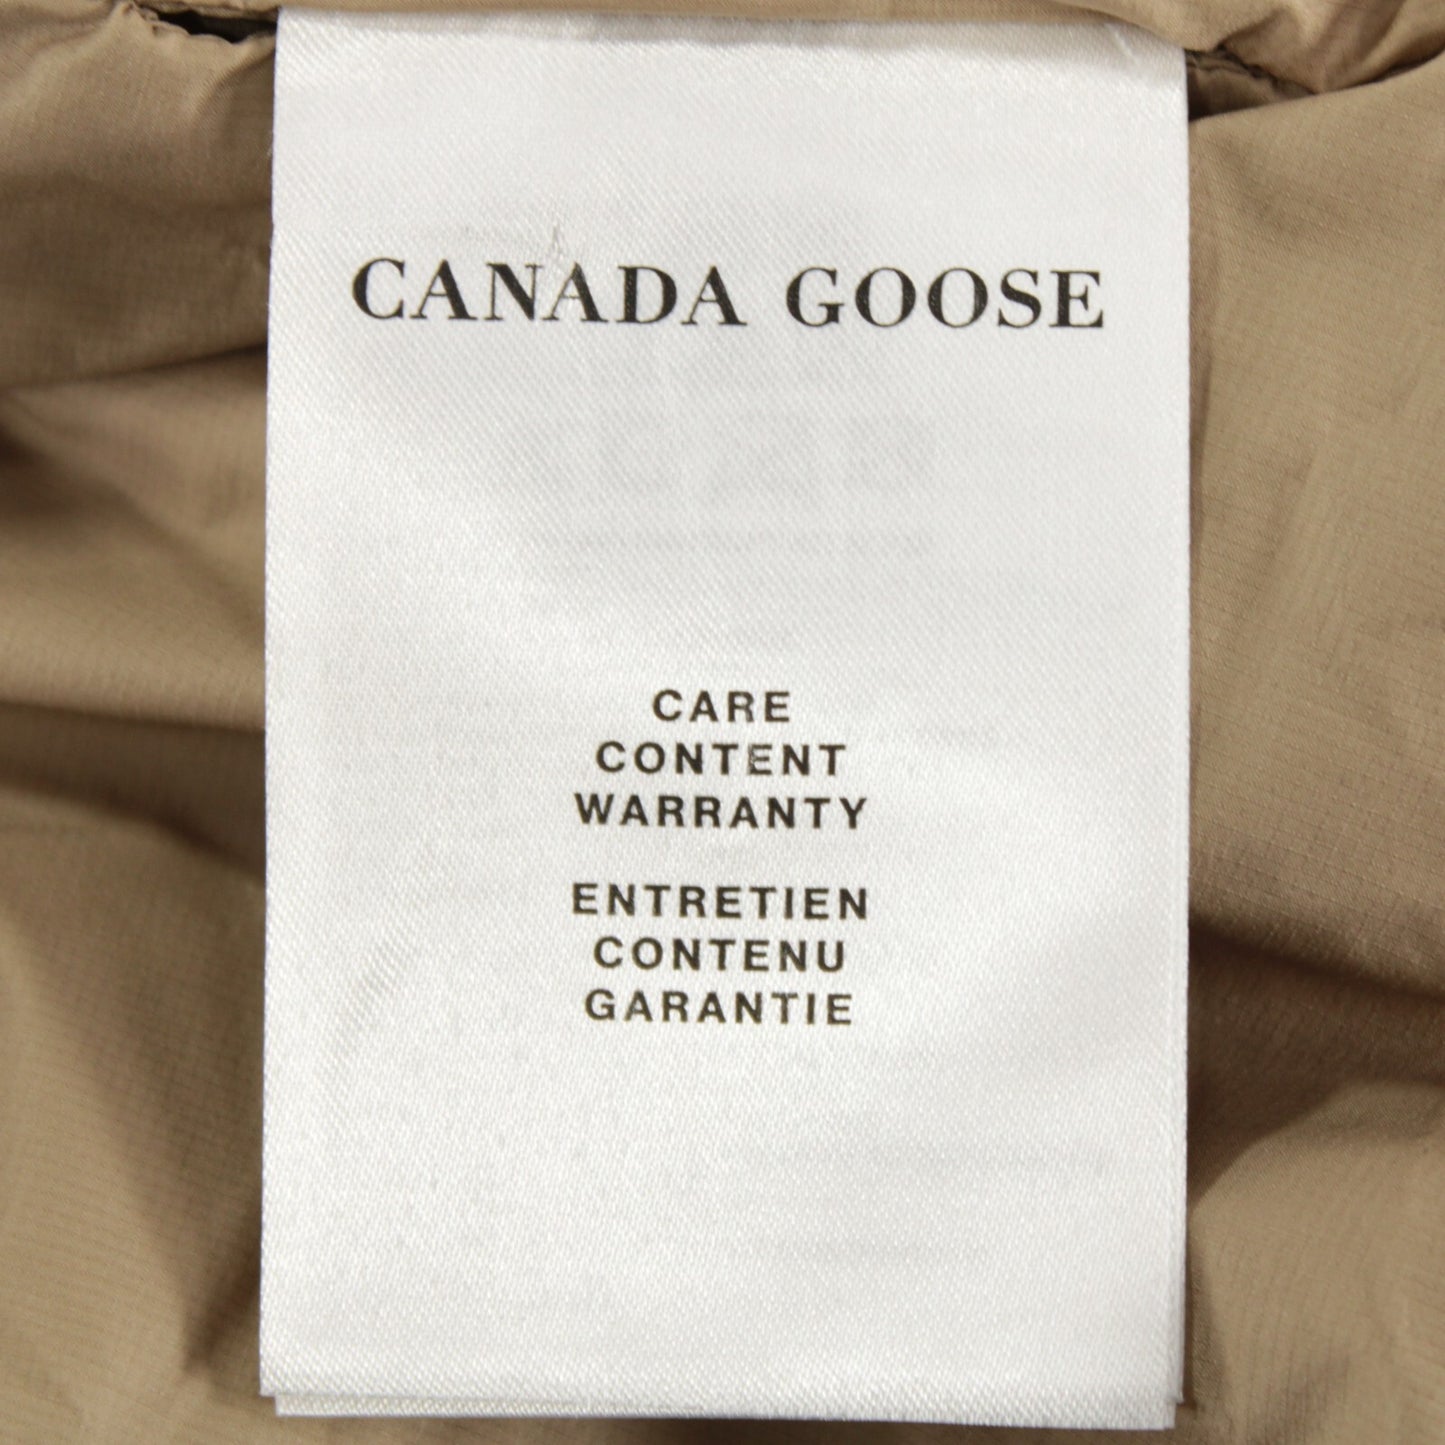 CANADA GOOSE
CARE
CONTENT
WARRANTY
ENTRETIEN
CONTENU
GARANTIE